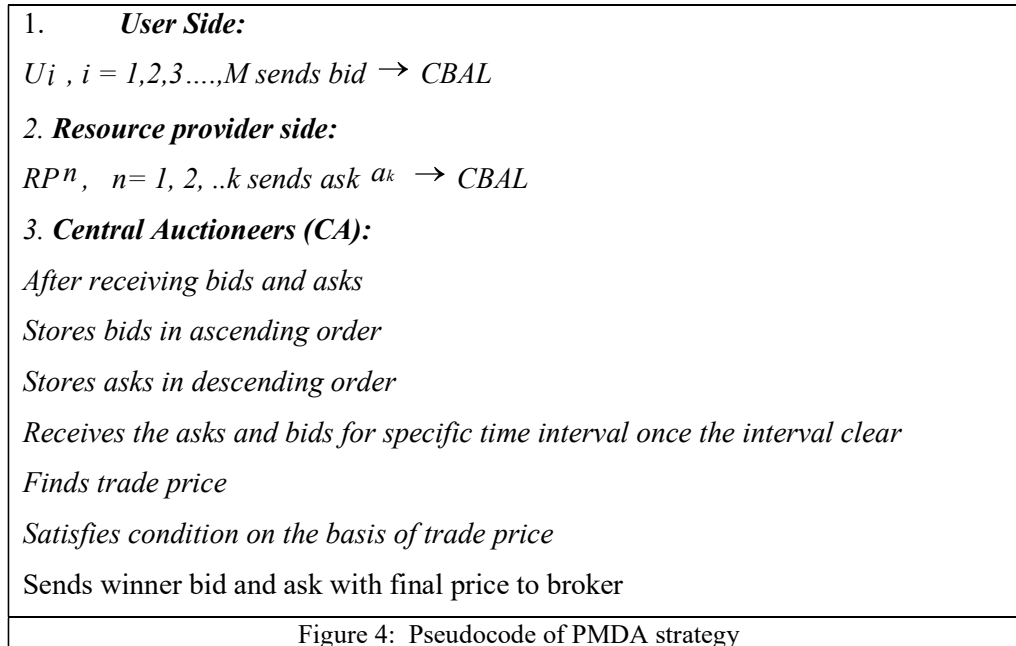 1. User Side:
Ui , i = 1,2,3....,M sends bid → CBAL
2. Resource provider side:
RPn, n= 1, 2, ..k sends ask ak → CBAL
3. Central Auctioneers (CA):
After receiving bids and asks
Stores bids in ascending order
Stores asks in descending order
Receives the asks and bids for specific time interval once the interval clear
Finds trade price
Satisfies condition on the basis of trade price
Sends winner bid and ask with final price to broker
Figure 4: Pseudocode of PMDA strategy